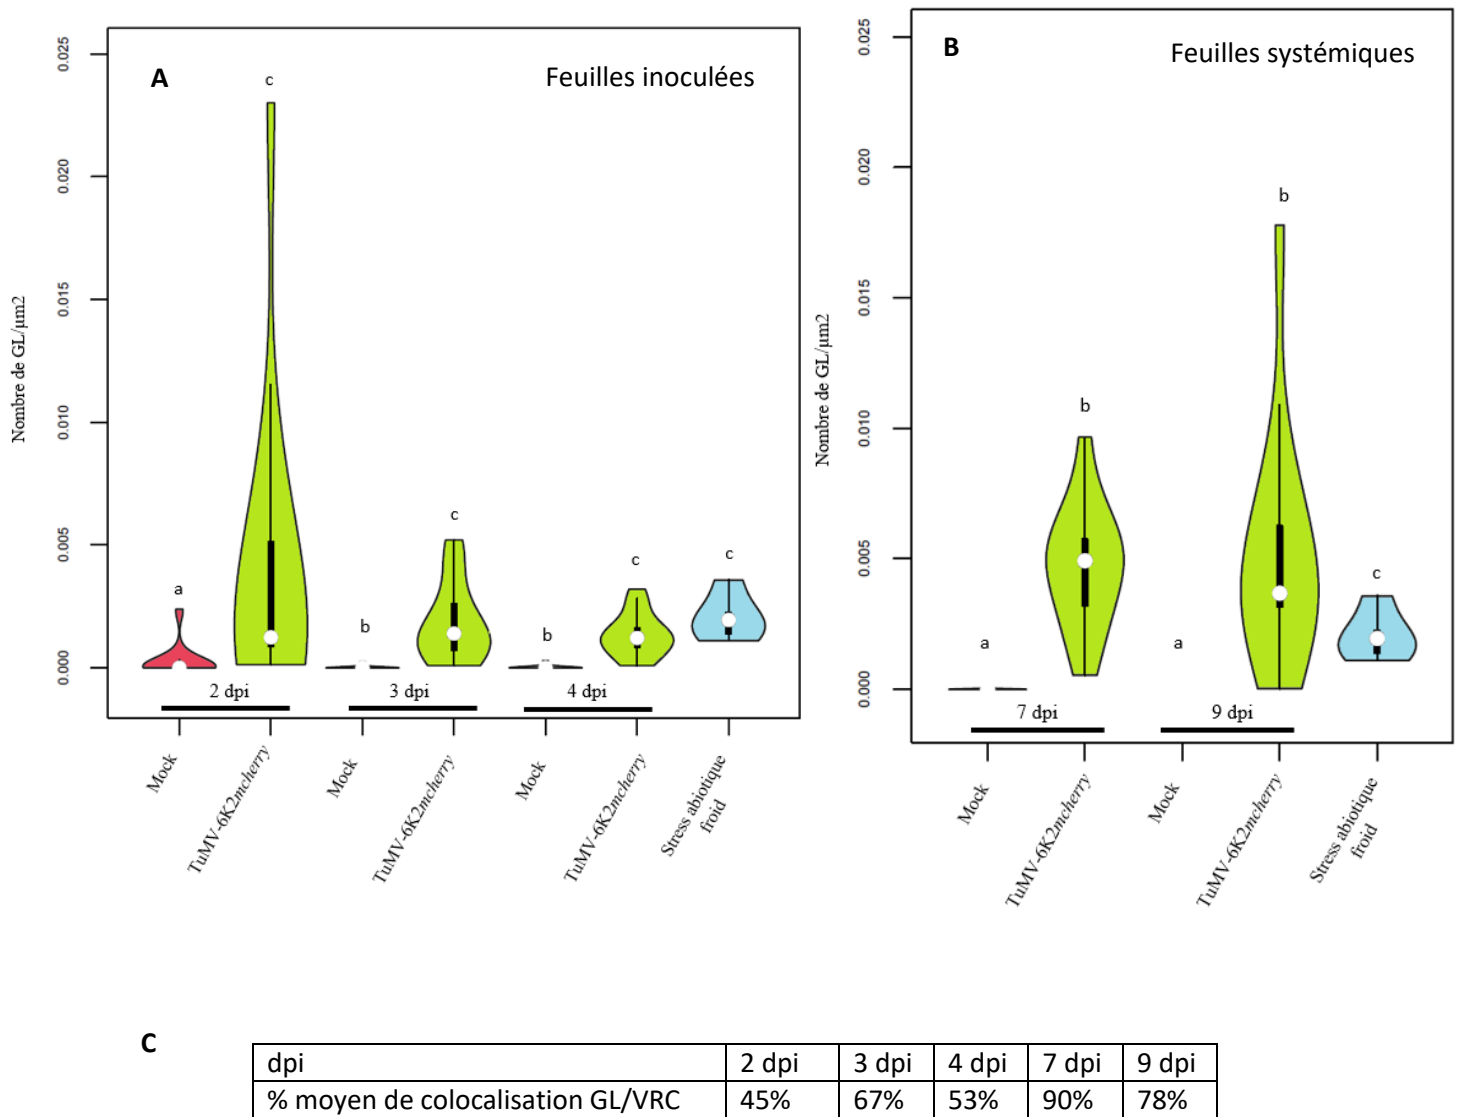 A
Feuilles inoculées
Nombre de GL/μm2
0.025
0.020
0.015
0.010
0.005
0.000
a
c
b
c
b
c
c
2 dpi
3 dpi
4 dpi
Mock
TuMV-6K2mcherry
Mock
TuMV-6K2mcherry
Mock
TuMV-6K2mcherry
Stress abiotique
froid
B
Feuilles systémiques
Nombre de GL/μm2
0.025
0.020
0.015
0.010
0.005
0.000
a
b
a
b
c
7 dpi
9 dpi
Mock
TuMV-6K2mcherry
Mock
TuMV-6K2mcherry
Stress abiotique
froid
C
dpi 2 dpi 3 dpi 4 dpi 7 dpi 9 dpi
% moyen de colocalisation GL/VRC 45% 67% 53% 90% 78%